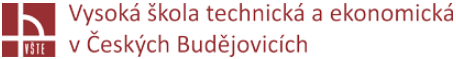 Vysoká škola technická a ekonomická
v Českých Budějovicích
VŠTE